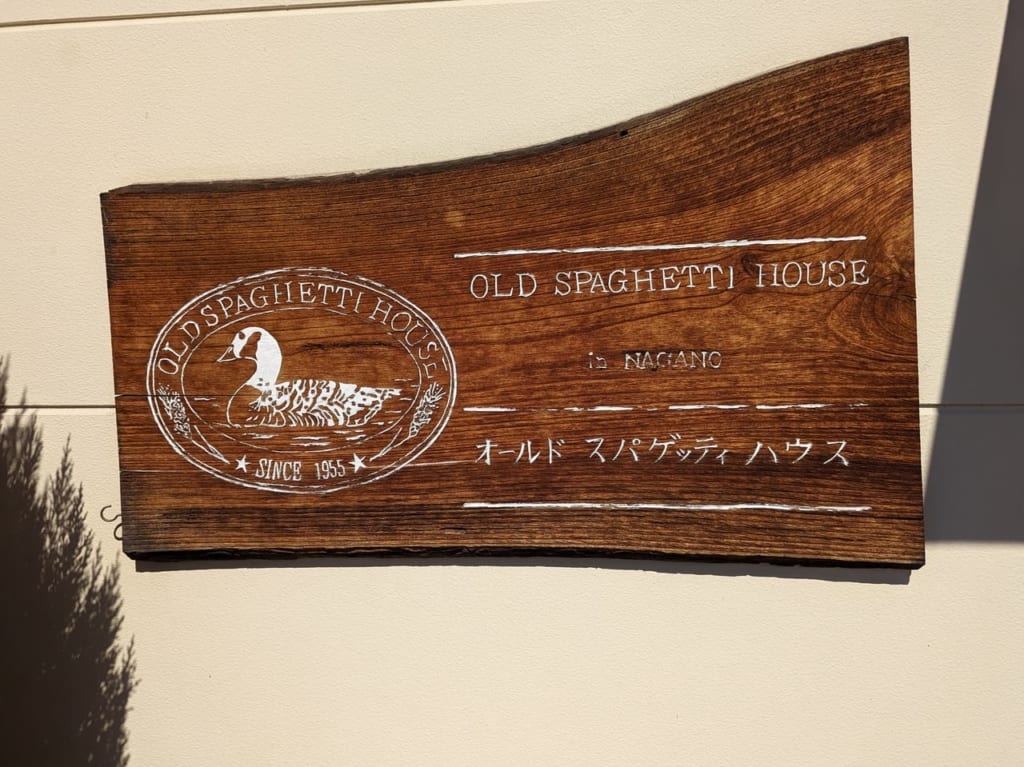 OLD SPAGHETTI HOUSE
SINCE 1955
OLD SPAGHETTI HOUSE
in NAGANO
オールド スパゲッティ ハウス